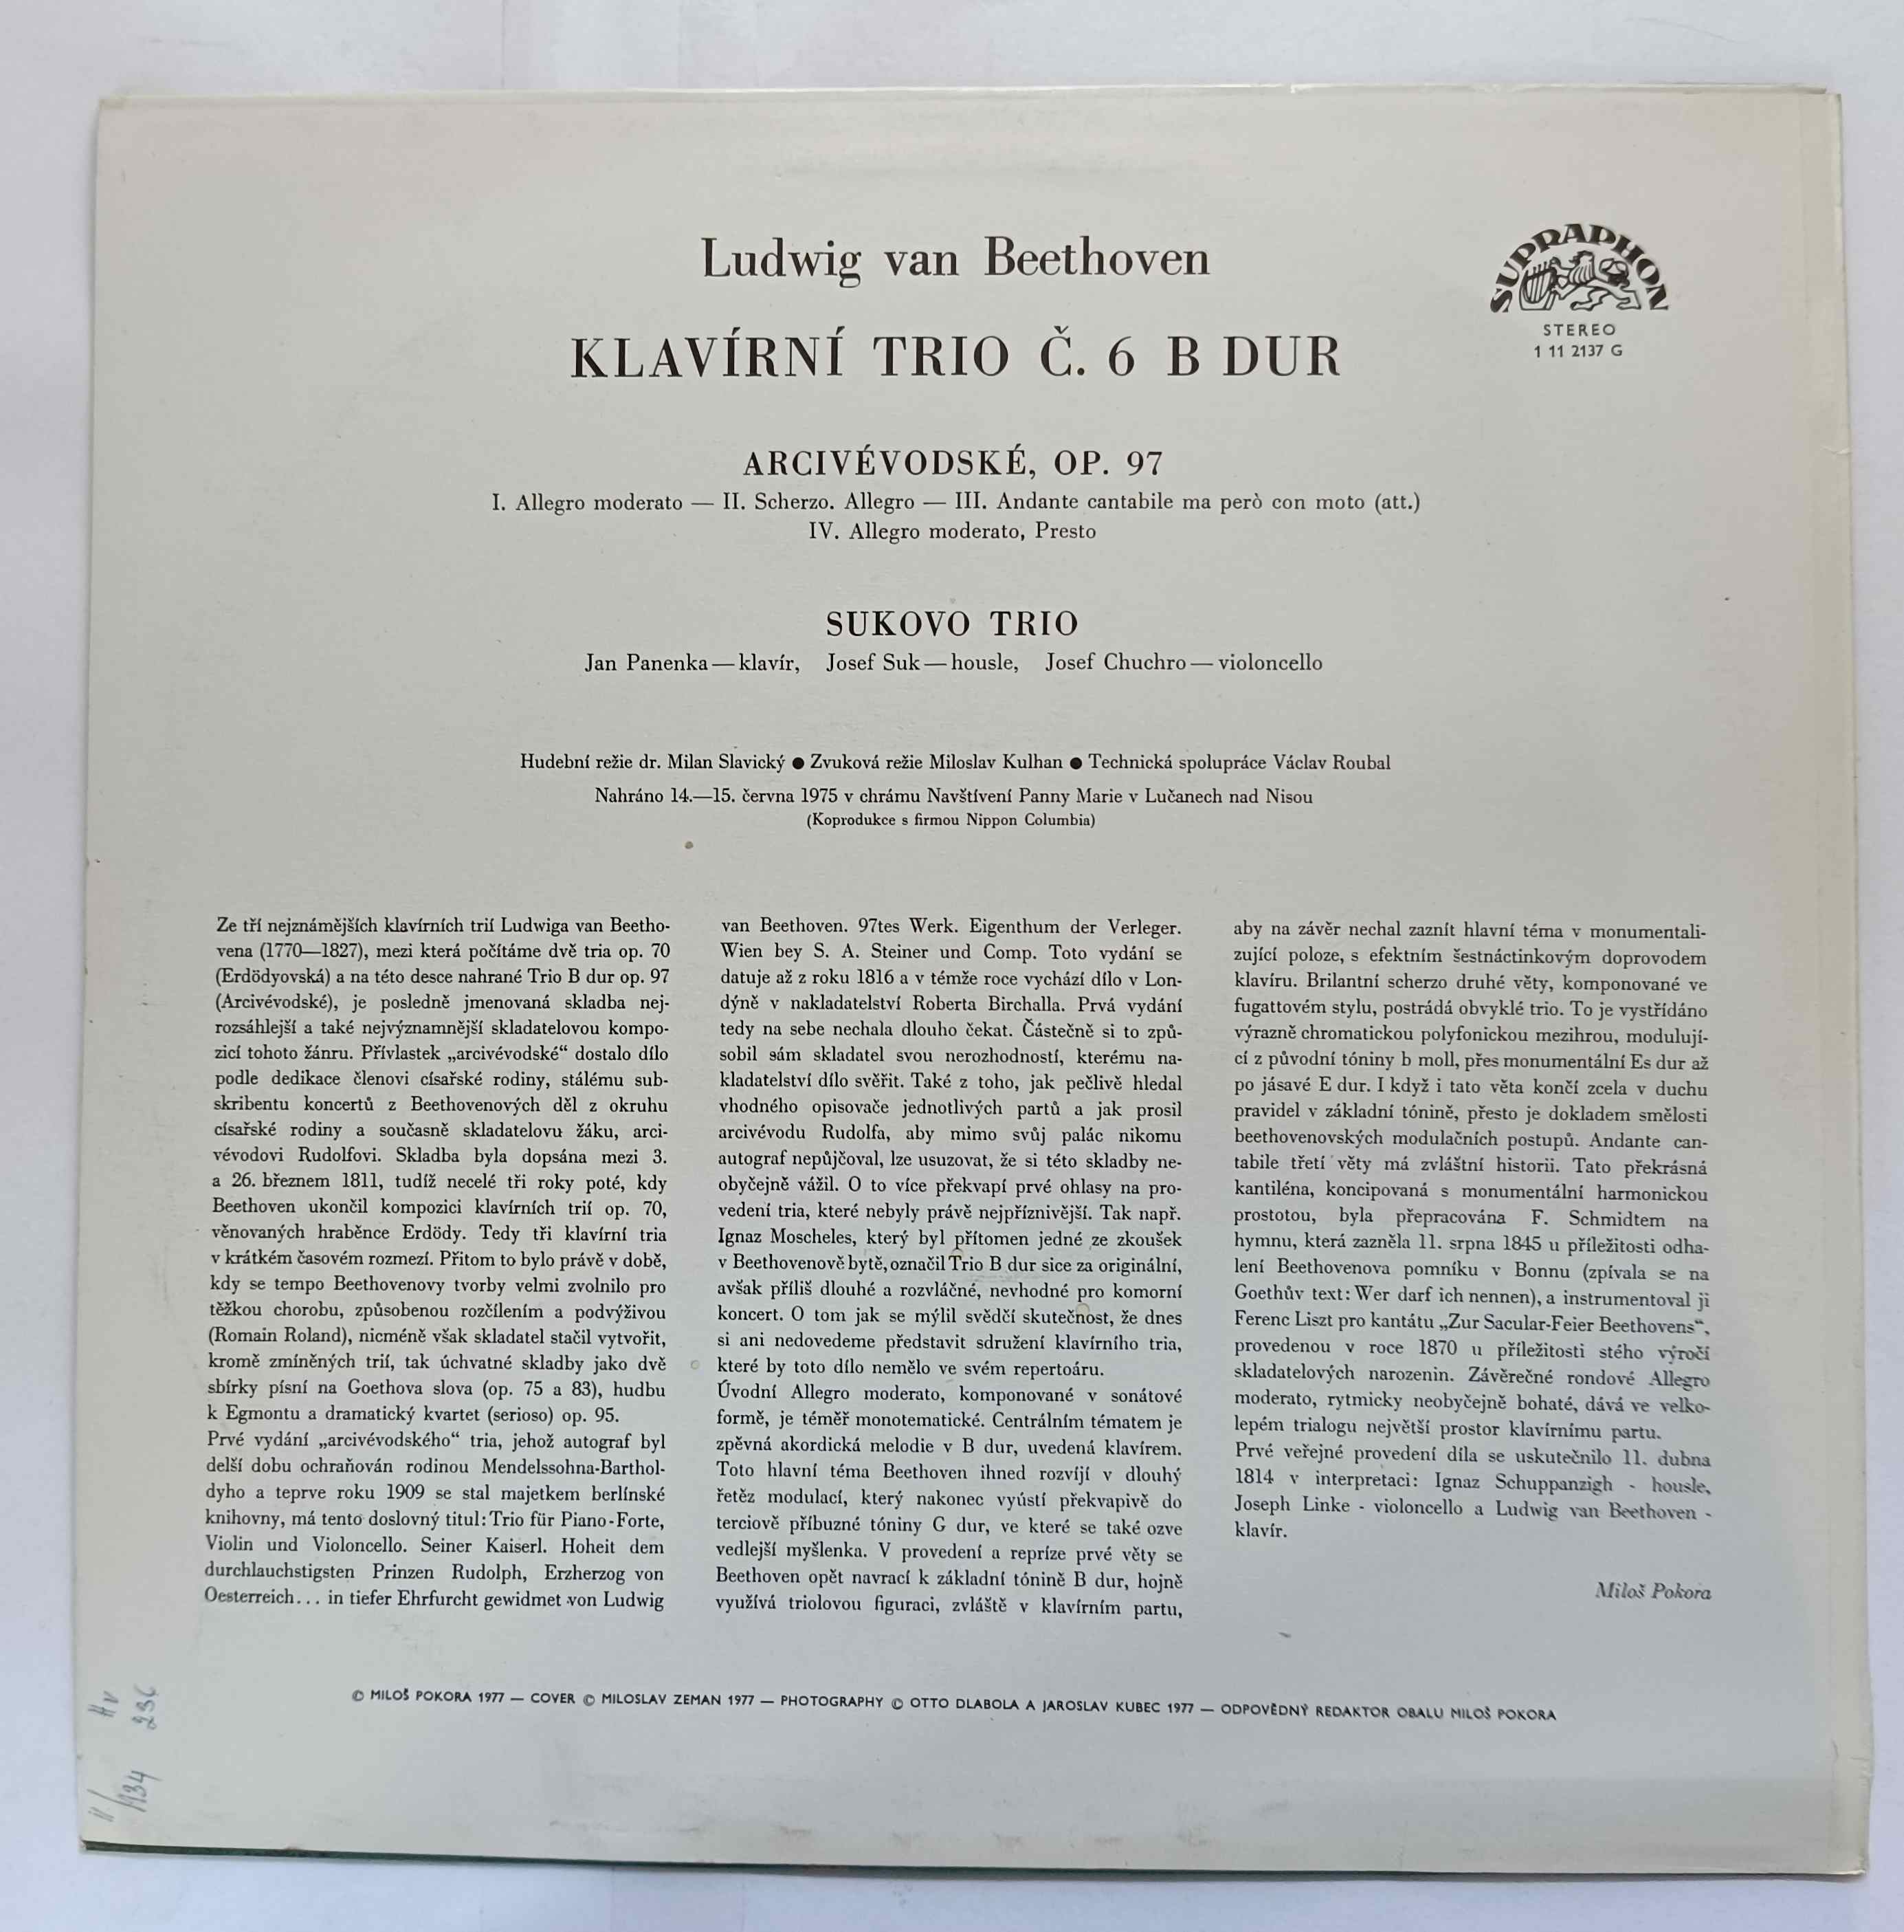 Ludwig van Beethoven
KLAVÍRNÍ TRIO Č. 6 B DUR
SUPRAPHON
STEREO
1 11 2137 G
ARCIVÉVODSKÉ, OP. 97
I. Allegro moderato — II. Scherzo. Allegro — III. Andante cantabile ma però con moto (att.)
IV. Allegro moderato, Presto
SUKOVO TRIO
Jan Panenka — klavír, Josef Suk — housle, Josef Chuchro — violoncello
Hudební režie dr. Milan Slavický ● Zvuková režie Miloslav Kulhan ● Technická spolupráce Václav Roubal
Nahráno 14.—15. června 1975 v chrámu Navštívení Panny Marie v Lučanech nad Nisou
(Koprodukce s firmou Nippon Columbia)
Ze tří nejznámějších klavírních trií Ludwiga van Beetho-
vena (1770—1827), mezi která počítáme dvě tria op. 70
(Erdödyovská) a na této desce nahrané Trio B dur op. 97
(Arcivévodské), je posledně jmenovaná skladba nej-
rozsáhlejší a také nejvýznamnější skladatelovou kompo-
zicí tohoto žánru. Přívlastek „arcivévodské“ dostalo dílo
podle dedikace členovi císařské rodiny, stálému sub-
skribentu koncertů z Beethovenových děl z okruhu
císařské rodiny a současně skladatelovu žáku, arci-
vévodovi Rudolfovi. Skladba byla dopsána mezi 3.
a 26. březnem 1811, tudíž necelé tři roky poté, kdy
Beethoven ukončil kompozici klavírních trií op. 70,
věnovaných hraběnce Erdödy. Tedy tři klavírní tria
v krátkém časovém rozmezí. Přitom to bylo právě v době,
kdy se tempo Beethovenovy tvorby velmi zvolnilo pro
těžkou chorobu, způsobenou rozčílením a podvýživou
(Romain Roland), nicméně však skladatel stačil vytvořit,
kromě zmíněných trií, tak úchvatné skladby jako dvě
sbírky písní na Goethova slova (op. 75 a 83), hudbu
k Egmontu a dramatický kvartet (serioso) op. 95.
Prvé vydání „arcivévodského“ tria, jehož autograf byl
delší dobu ochraňován rodinou Mendelssohna-Barthol-
dyho a teprve roku 1909 se stal majetkem berlínské
knihovny, má tento doslovný titul: Trio für Piano-Forte,
Violin und Violoncello. Seiner Kaiserl. Hoheit dem
durchlauchstigsten Prinzen Rudolph, Erzherzog von
Oesterreich... in tiefer Ehrfurcht gewidmet von Ludwig
van Beethoven. 97tes Werk. Eigenthum der Verleger.
Wien bey S. A. Steiner und Comp. Toto vydání se
datuje až z roku 1816 a v témže roce vychází dílo v Lon-
dýně v nakladatelství Roberta Birchalla. Prvá vydání
tedy na sebe nechala dlouho čekat. Částečně si to způ-
sobil sám skladatel svou nerozhodností, kterému na-
kladatelství dílo svěřit. Také z toho, jak pečlivě hledal
vhodného opisovače jednotlivých partů a jak prosil
arcivévodu Rudolfa, aby mimo svůj palác nikomu
autograf nepůjčoval, lze usuzovat, že si této skladby ne-
obyčejně vážil. O to více překvapí prvé ohlasy na pro-
vedení tria, které nebyly právě nejpříznivější. Tak např.
Ignaz Moscheles, který byl přítomen jedné ze zkoušek
v Beethovenově bytě, označil Trio B dur sice za originální,
avšak příliš dlouhé a rozvláčné, nevhodné pro komorní
koncert. O tom jak se mýlil svědčí skutečnost, že dnes
si ani nedovedeme představit sdružení klavírního tria,
které by toto dílo nemělo ve svém repertoáru.
Úvodní Allegro moderato, komponované v sonátové
formě, je téměř monotematické. Centrálním tématem je
zpěvná akordická melodie v B dur, uvedená klavírem.
Toto hlavní téma Beethoven ihned rozvíjí v dlouhý
řetěz modulací, který nakonec vyústí překvapivě do
terciově příbuzné tóniny G dur, ve které se také ozve
vedlejší myšlenka. V provedení a repríze prvé věty se
Beethoven opět navrací k základní tónině B dur, hojně
využívá triolovou figuraci, zvláště v klavírním partu,
aby na závěr nechal zaznít hlavní téma v monumentali-
zující poloze, s efektním šestnáctinkovým doprovodem
klavíru. Brilantní scherzo druhé věty, komponované ve
fugattovém stylu, postrádá obvyklé trio. To je vystřídáno
výrazně chromatickou polyfonickou mezihrou, modulují-
cí z původní tóniny b moll, přes monumentální Es dur až
po jásavé E dur. I když i tato věta končí zcela v duchu
pravidel v základní tónině, přesto je dokladem smělosti
beethovenovských modulačních postupů. Andante can-
tabile třetí věty má zvláštní historii. Tato překrásná
kantiléna, koncipovaná s monumentální harmonickou
prostotou, byla přepracována F. Schmidtem na
hymnu, která zazněla 11. srpna 1845 u příležitosti odha-
lení Beethovenova pomníku v Bonnu (zpívala se na
Goethův text: Wer darf ich nennen), a instrumentoval ji
Ferenc Liszt pro kantátu „Zur Sacular-Feier Beethovens“,
provedenou v roce 1870 u příležitosti stého výročí
skladatelových narozenin. Závěrečné rondové Allegro
moderato, rytmicky neobyčejně bohaté, dává ve velko-
lepém trialogu největší prostor klavírnímu partu.
Prvé veřejné provedení díla se uskutečnilo 11. dubna
1814 v interpretaci: Ignaz Schuppanzigh - housle,
Joseph Linke - violoncello a Ludwig van Beethoven -
klavír.
Miloš Pokora
© MILOŠ POKORA 1977 — COVER © MILOSLAV ZEMAN 1977 — PHOTOGRAPHY © OTTO DLABOLA A JAROSLAV KUBEC 1977 — ODPOVĚDNÝ REDAKTOR OBALU MILOŠ POKORA
Hv
236
II/
134